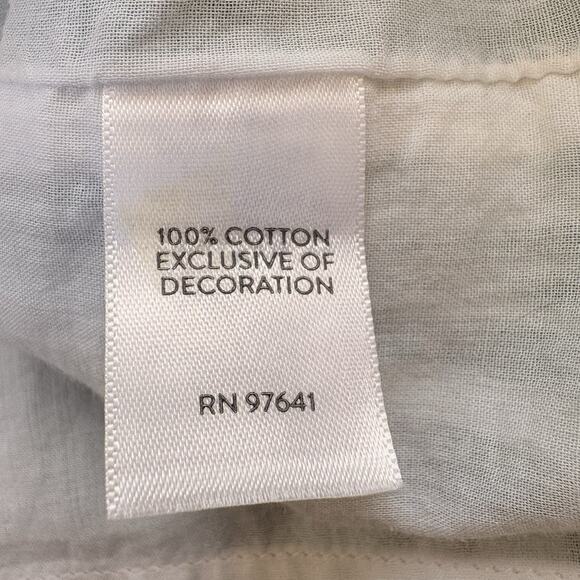 100% COTTON
EXCLUSIVE OF
DECORATION
RN 97641